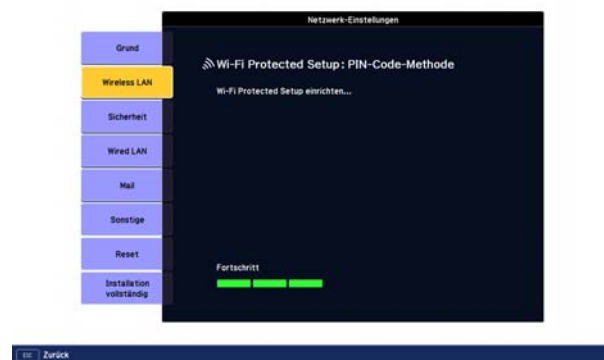 Netzwerk-Einstellungen
Grund
Wireless LAN
Sicherheit
Wired LAN
Mail
Sonstige
Reset
Installation
vollständig
Wi-Fi Protected Setup: PIN-Code-Methode
Wi-Fi Protected Setup einrichten...
Fortschritt
ESC Zurück